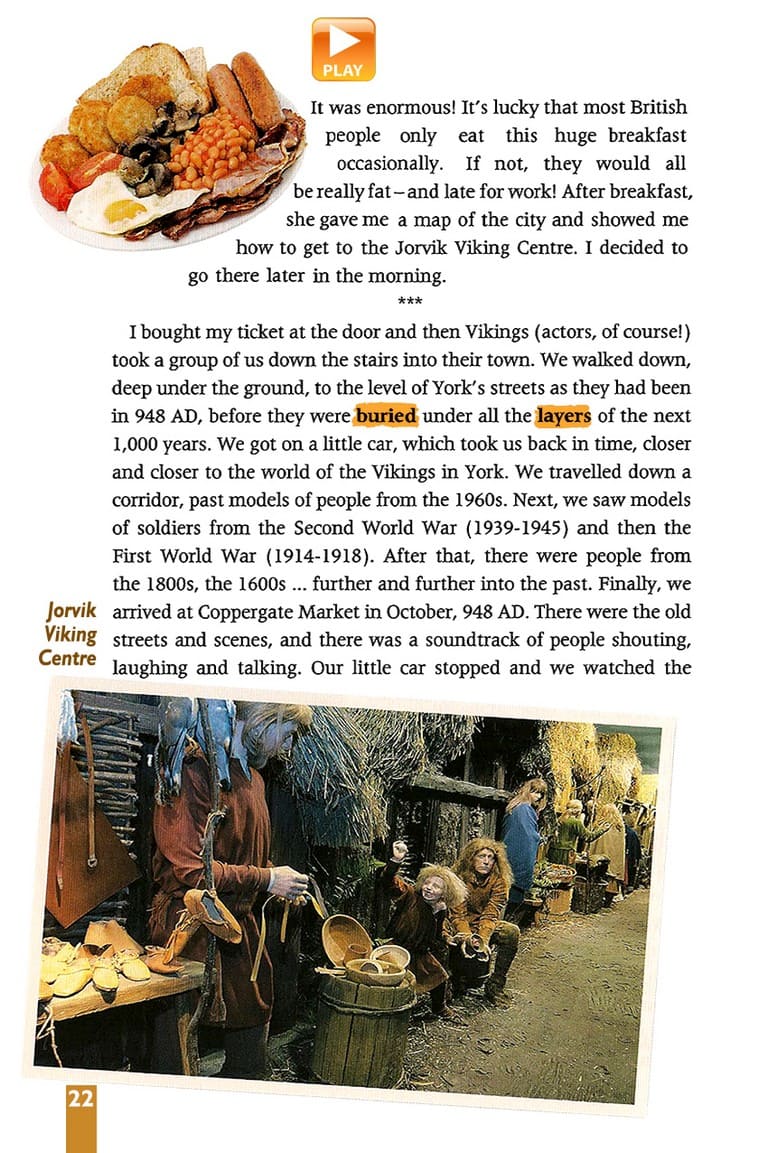 PLAY
It was enormous! It's lucky that most British
people only eat this huge breakfast
occasionally. If not, they would all
be really fat – and late for work! After breakfast,
she gave me a map of the city and showed me
how to get to the Jorvik Viking Centre. I decided to
go there later in the morning.
***
I bought my ticket at the door and then Vikings (actors, of course!)
took a group of us down the stairs into their town. We walked down,
deep under the ground, to the level of York's streets as they had been
in 948 AD, before they were buried under all the layers of the next
1,000 years. We got on a little car, which took us back in time, closer
and closer to the world of the Vikings in York. We travelled down a
corridor, past models of people from the 1960s. Next, we saw models
of soldiers from the Second World War (1939-1945) and then the
First World War (1914-1918). After that, there were people from
the 1800s, the 1600s ... further and further into the past. Finally, we
arrived at Coppergate Market in October, 948 AD. There were the old
streets and scenes, and there was a soundtrack of people shouting,
laughing and talking. Our little car stopped and we watched the
Jorvik
Viking
Centre
22